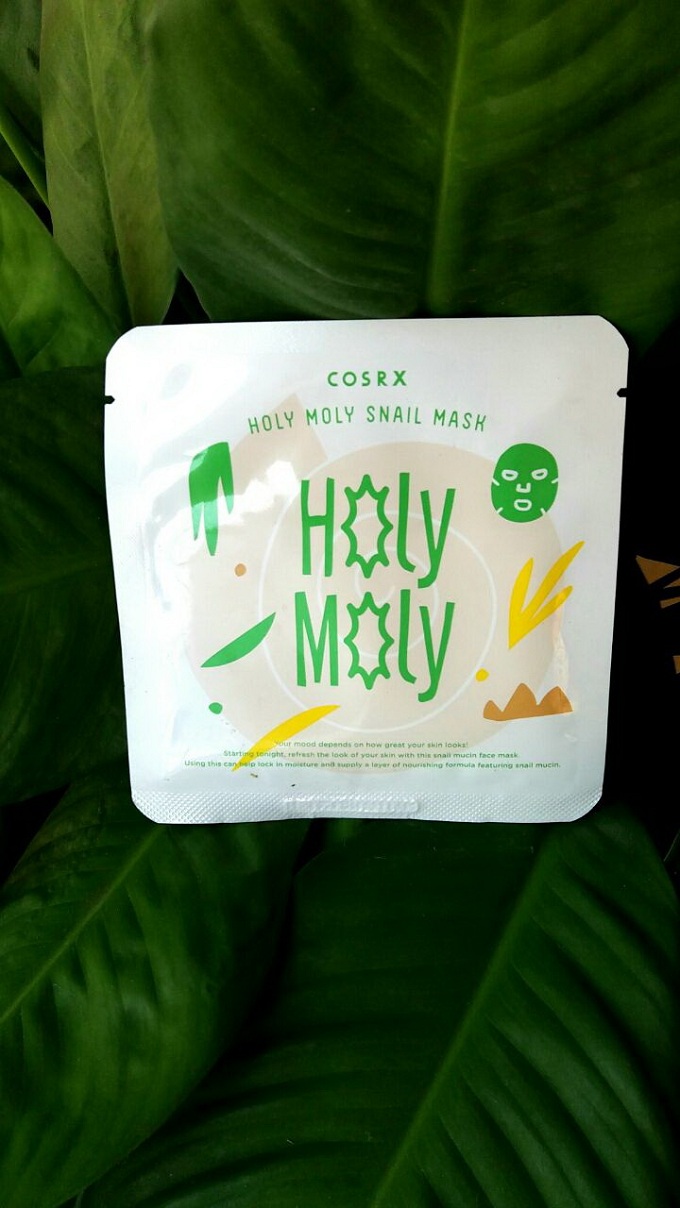 COSRX
HOLY MOLY SNAIL MASK
Holy
Moly
Your mood depends on how great your skin looks!
Starting tonight, refresh the look of your skin with this snail mucin face mask.
Using this can help lock in moisture and supply a layer of nourishing formula featuring snail mucin.